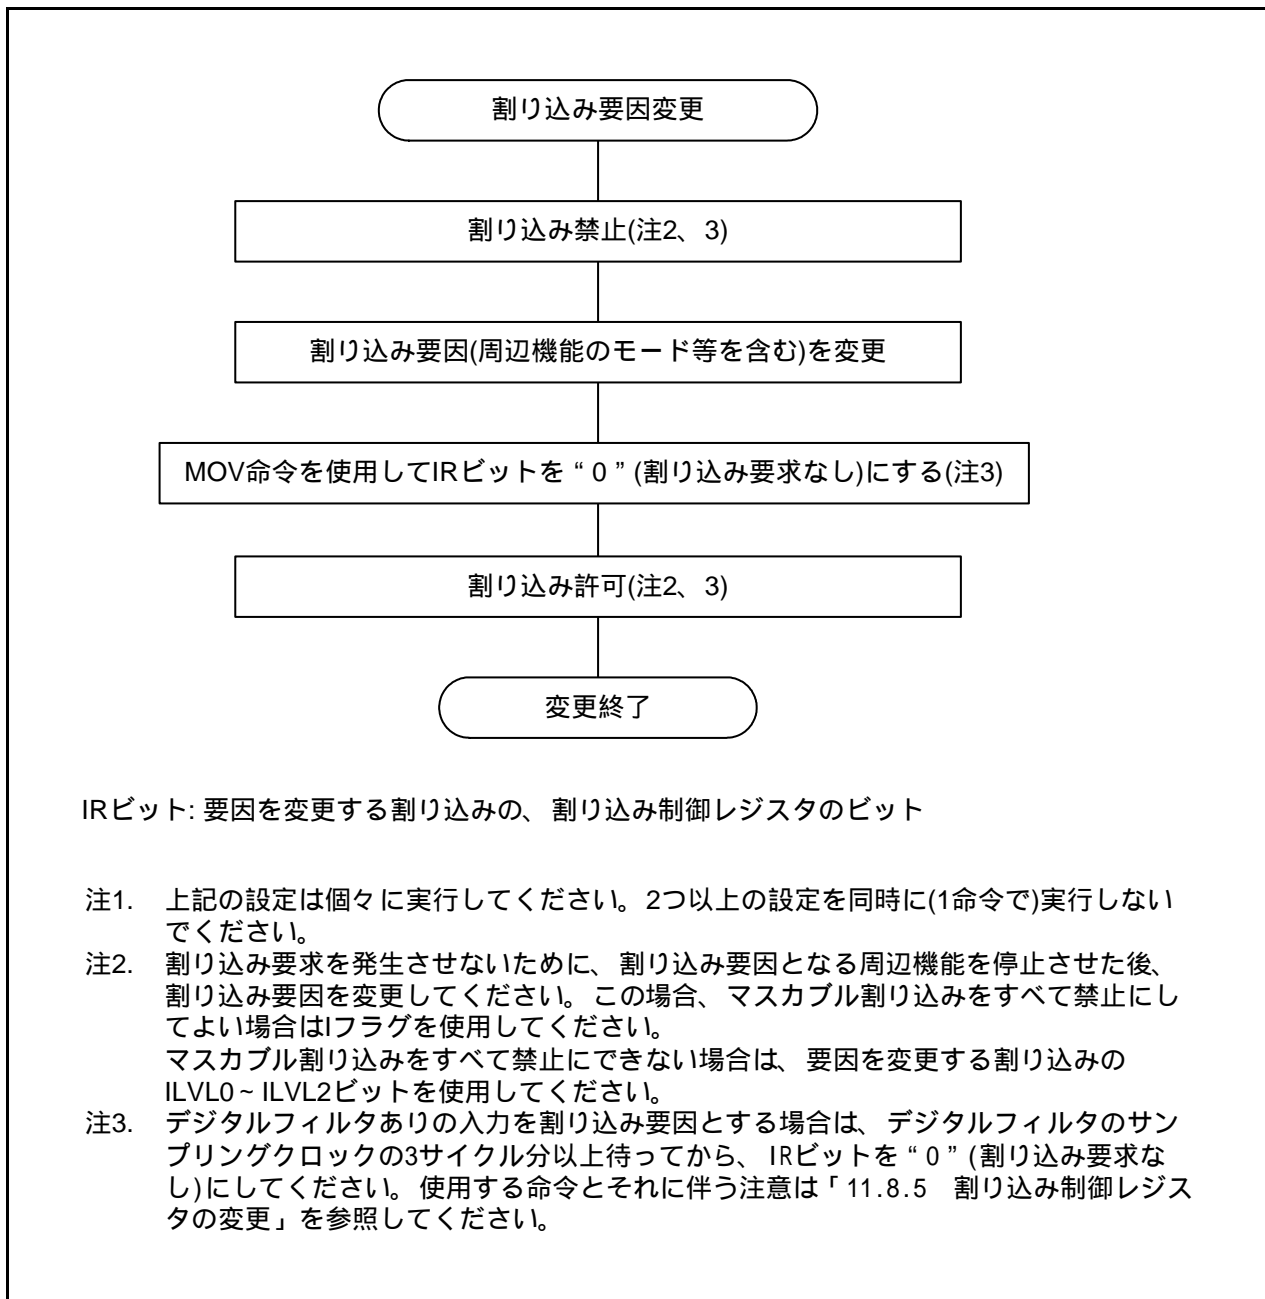 割り込み要因変更
割り込み禁止(注2、3)
割り込み要因(周辺機能のモード等を含む)を変更
MOV命令を使用してIRビットを“0”(割り込み要求なし)にする(注3)
割り込み許可(注2、3)
変更終了
IRビット: 要因を変更する割り込みの、割り込み制御レジスタのビット
注1. 上記の設定は個々に実行してください。2つ以上の設定を同時に(1命令で)実行しない
でください。
注2. 割り込み要求を発生させないために、割り込み要因となる周辺機能を停止させた後、
割り込み要因を変更してください。この場合、マスカブル割り込みをすべて禁止にし
てよい場合はIフラグを使用してください。
マスカブル割り込みをすべて禁止にできない場合は、要因を変更する割り込みの
ILVL0~ILVL2ビットを使用してください。
注3. デジタルフィルタありの入力を割り込み要因とする場合は、デジタルフィルタのサン
プリングクロックの3サイクル分以上待ってから、IRビットを“0”(割り込み要求な
し)にしてください。使用する命令とそれに伴う注意は「11.8.5 割り込み制御レジス
タの変更」を参照してください。